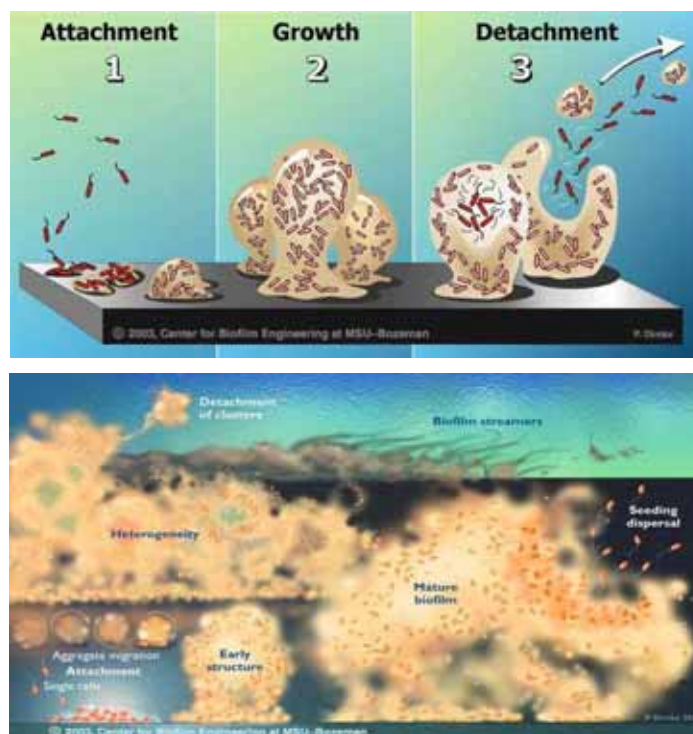 Attachment
1
Growth
2
Detachment
3
© 2003, Center for Biofilm Engineering at MSU-Bozeman
P. Dirckx
Detachment
of clusters
Biofilm streamers
Heterogeneity
Seeding
dispersal
Mature
biofilm
Aggregate migration
Attachment
Single cells
Early
structure
© 2003, Center for Biofilm Engineering at MSU-Bozeman